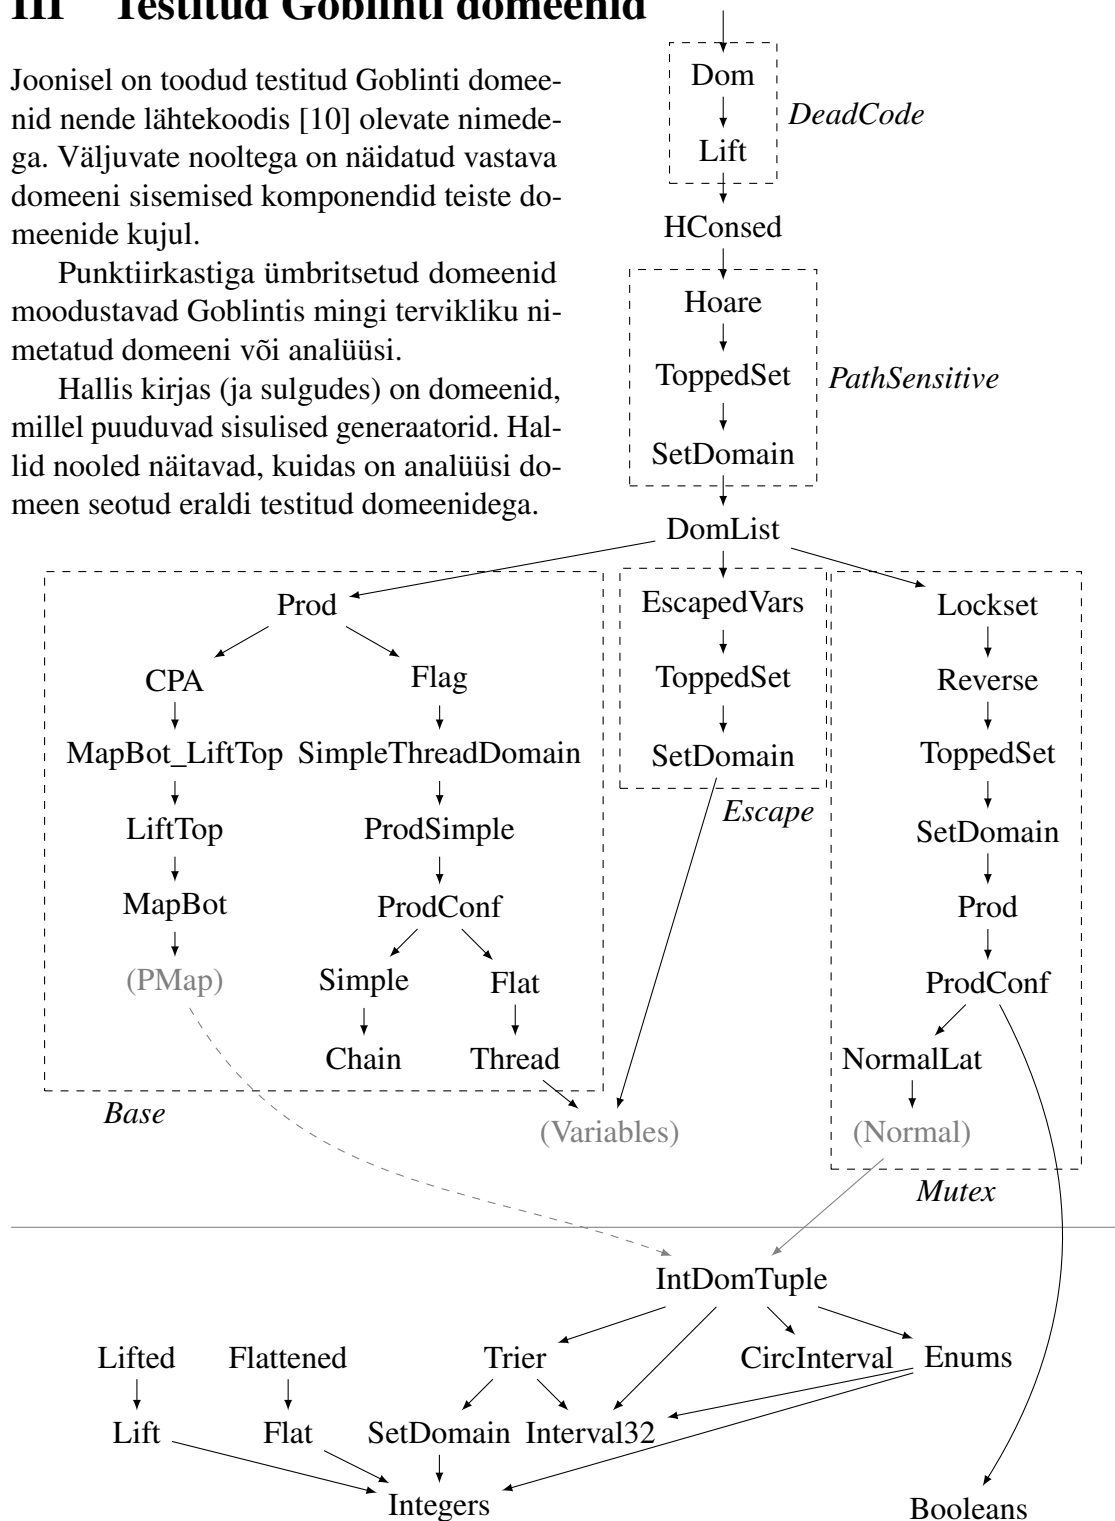 III Testitud Goblinti domeenid
Joonisel on toodud testitud Goblinti domee-
nid nende lähtekoodis [10] olevate nimede-
ga. Väljuvate nooltega on näidatud vastava
domeeni sisemised komponendid teiste do-
meenide kujul.
Punktiirkastiga ümbritsetud domeenid
moodustavad Goblintis mingi tervikliku ni-
metatud domeeni või analüüsi.
Hallis kirjas (ja sulgudes) on domeenid,
millel puuduvad sisulised generaatorid. Hal-
lid nooled näitavad, kuidas on analüüsi do-
meen seotud eraldi testitud domeenidega.
Dom
DeadCode
Lift
HConsed
Hoare
ToppedSet
PathSensitive
SetDomain
DomList
Prod
EscapedVars
Lockset
CPA
Flag
ToppedSet
Reverse
MapBot_LiftTop
SimpleThreadDomain
SetDomain
ToppedSet
Escape
LiftTop
ProdSimple
SetDomain
MapBot
ProdConf
Prod
(PMap)
Simple
Flat
ProdConf
Chain
Thread
NormalLat
Base
(Variables)
(Normal)
Mutex
IntDomTuple
Lifted
Flattened
Trier
CircInterval
Enums
Lift
Flat
SetDomain
Interval32
Integers
Booleans